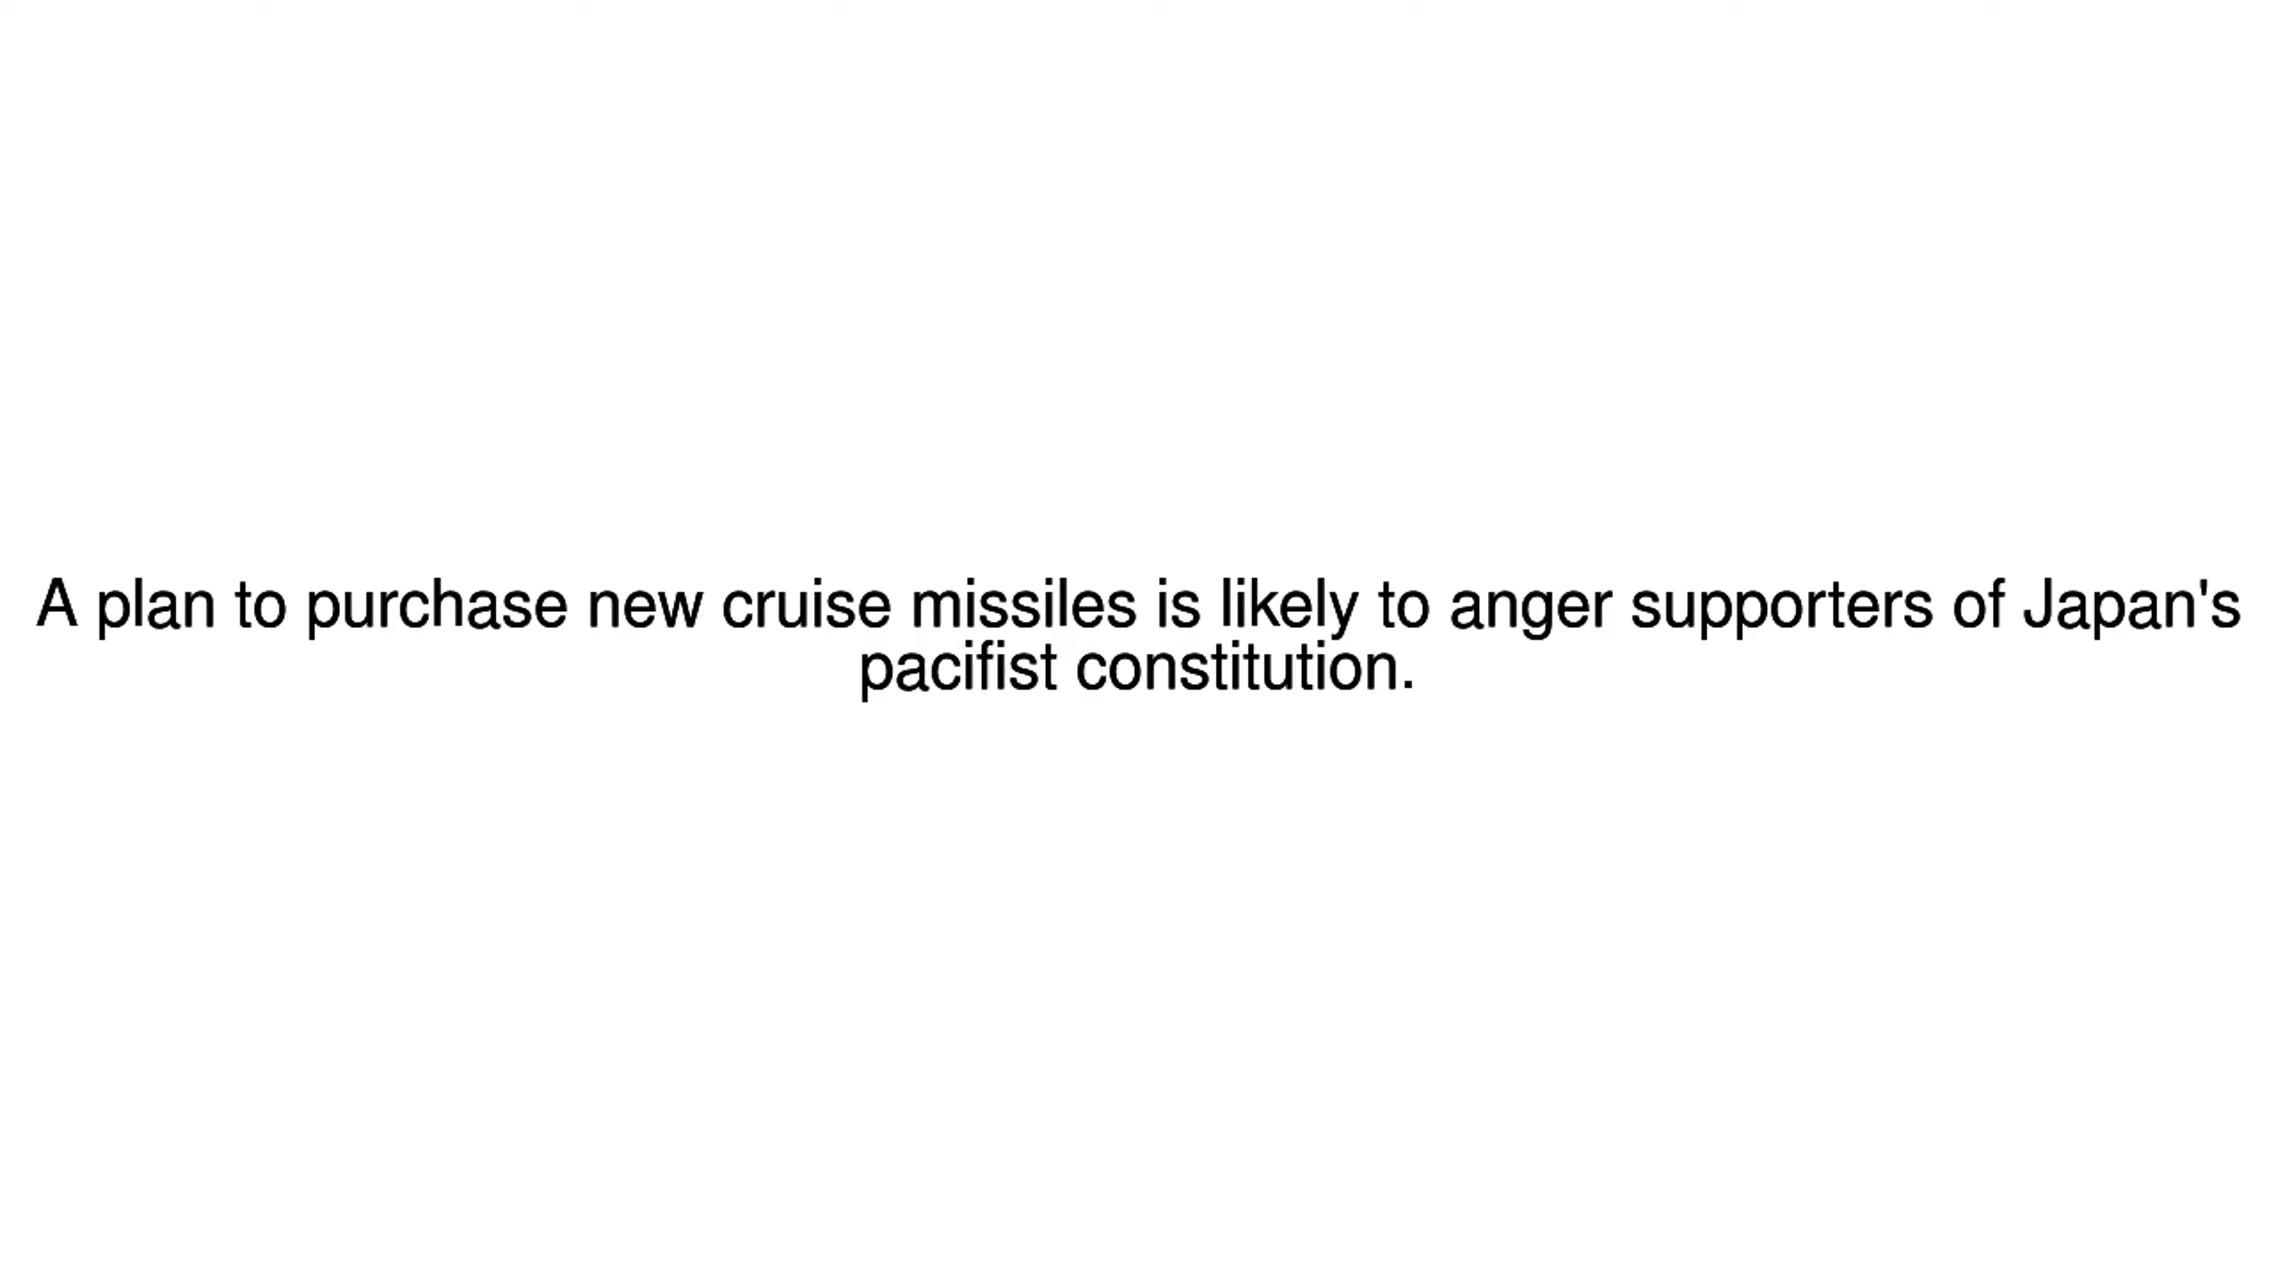 A plan to purchase new cruise missiles is likely to anger supporters of Japan's
pacifist constitution.